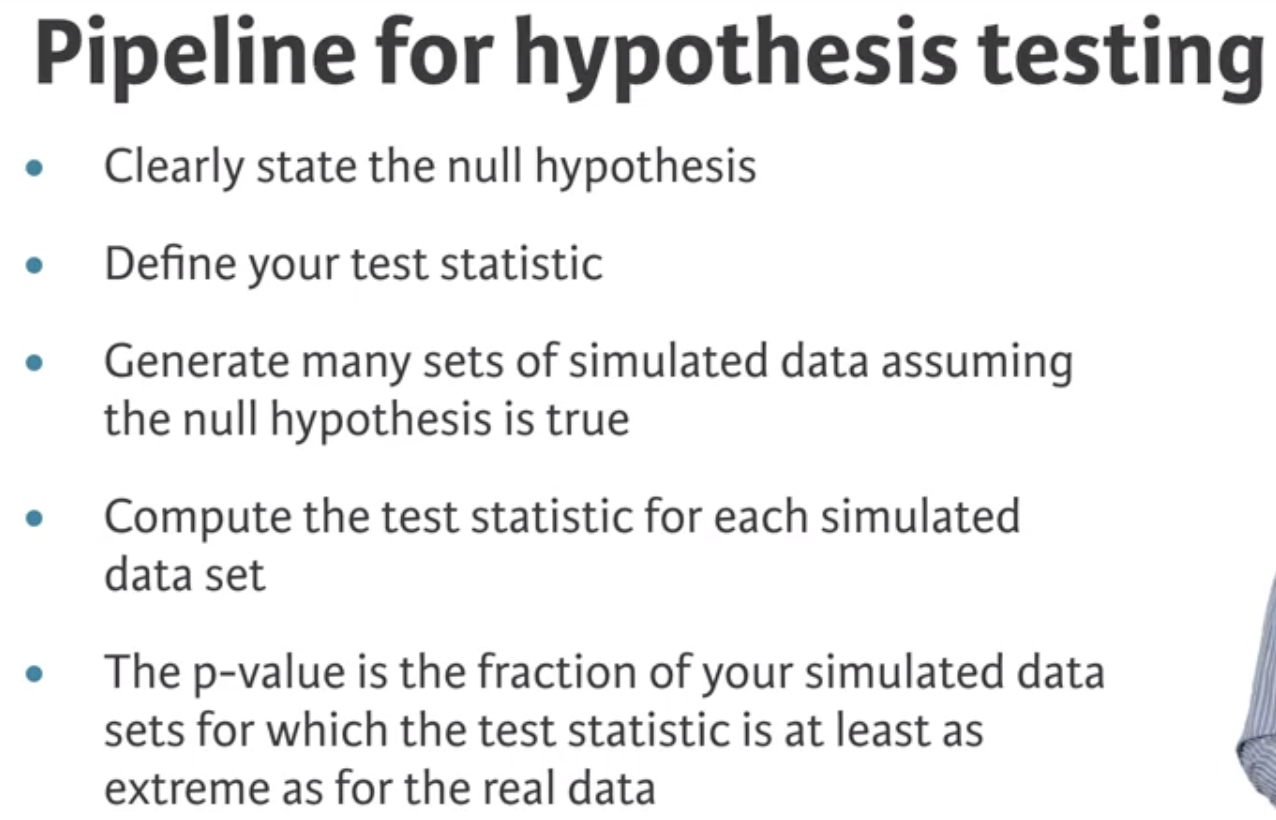 Pipeline for hypothesis testing
• Clearly state the null hypothesis
• Define your test statistic
• Generate many sets of simulated data assuming
the null hypothesis is true
• Compute the test statistic for each simulated
data set
• The p-value is the fraction of your simulated data
sets for which the test statistic is at least as
extreme as for the real data